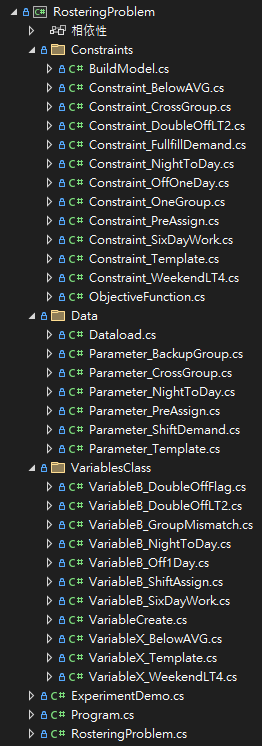 RosteringProblem
相依性
Constraints
BuildModel.cs
Constraint_BelowAVG.cs
Constraint_CrossGroup.cs
Constraint_DoubleOffLT2.cs
Constraint_FullfillDemand.cs
Constraint_NightToDay.cs
Constraint_OffOneDay.cs
Constraint_OneGroup.cs
Constraint_PreAssign.cs
Constraint_SixDayWork.cs
Constraint_Template.cs
Constraint_WeekendLT4.cs
ObjectiveFunction.cs
Data
Dataload.cs
Parameter_BackupGroup.cs
Parameter_CrossGroup.cs
Parameter_NightToDay.cs
Parameter_PreAssign.cs
Parameter_ShiftDemand.cs
Parameter_Template.cs
VariablesClass
VariableB_DoubleOffFlag.cs
VariableB_DoubleOffLT2.cs
VariableB_GroupMismatch.cs
VariableB_NightToDay.cs
VariableB_Off1Day.cs
VariableB_ShiftAssign.cs
VariableB_SixDayWork.cs
VariableCreate.cs
VariableX_BelowAVG.cs
VariableX_Template.cs
VariableX_WeekendLT4.cs
ExperimentDemo.cs
Program.cs
RosteringProblem.cs